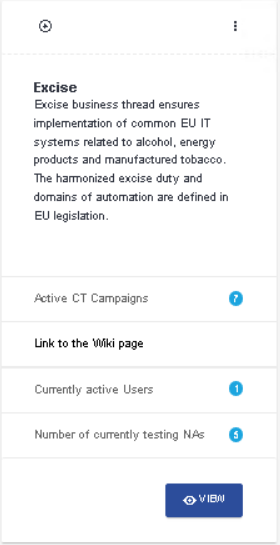 Excise
Excise business thread ensures
implementation of common EU IT
systems related to alcohol, energy
products and manufactured tobacco.
The harmonized excise duty and
domains of automation are defined in
EU legislation.
Active CT Campaigns 7
Link to the Wiki page
Currently active Users 1
Number of currently testing NAs 5
VIEW